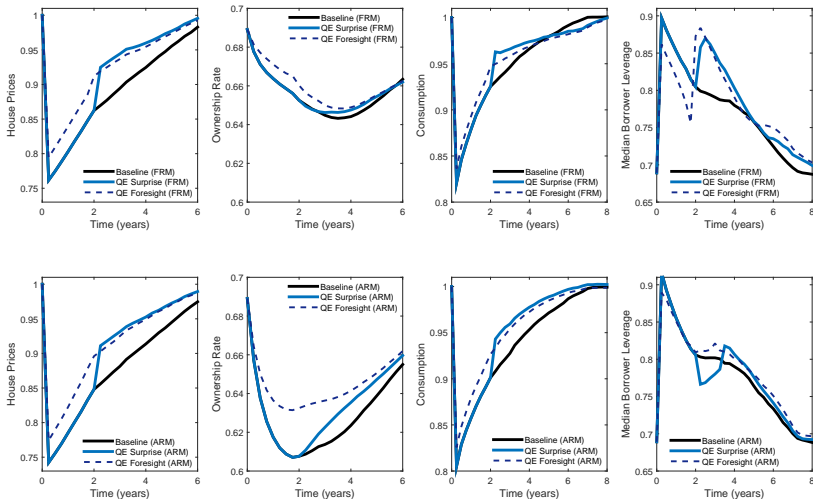 House Prices
1
0.95
0.9
0.85
0.8
0.75
Baseline (FRM)
QE Surprise (FRM)
QE Foresight (FRM)
0 2 4 6
Time (years)
Ownership Rate
0.7
0.68
0.66
0.64
0.62
Baseline (FRM)
QE Surprise (FRM)
QE Foresight (FRM)
0 2 4 6
Time (years)
Consumption
1
0.95
0.9
0.85
0.8
Baseline (FRM)
QE Surprise (FRM)
QE Foresight (FRM)
0 2 4 6 8
Time (years)
Median Borrower Leverage
0.9
0.85
0.8
0.75
0.7
0.65
Baseline (FRM)
QE Surprise (FRM)
QE Foresight (FRM)
0 2 4 6 8
Time (years)
House Prices
1
0.95
0.9
0.85
0.8
0.75
Baseline (ARM)
QE Surprise (ARM)
QE Foresight (ARM)
0 2 4 6
Time (years)
Ownership Rate
0.7
0.68
0.66
0.64
0.62
0.6
Baseline (ARM)
QE Surprise (ARM)
QE Foresight (ARM)
0 2 4 6
Time (years)
Consumption
1
0.95
0.9
0.85
0.8
Baseline (ARM)
QE Surprise (ARM)
QE Foresight (ARM)
0 2 4 6 8
Time (years)
Median Borrower Leverage
0.9
0.8
0.7
0.6
Baseline (ARM)
QE Surprise (ARM)
QE Foresight (ARM)
0 2 4 6 8
Time (years)